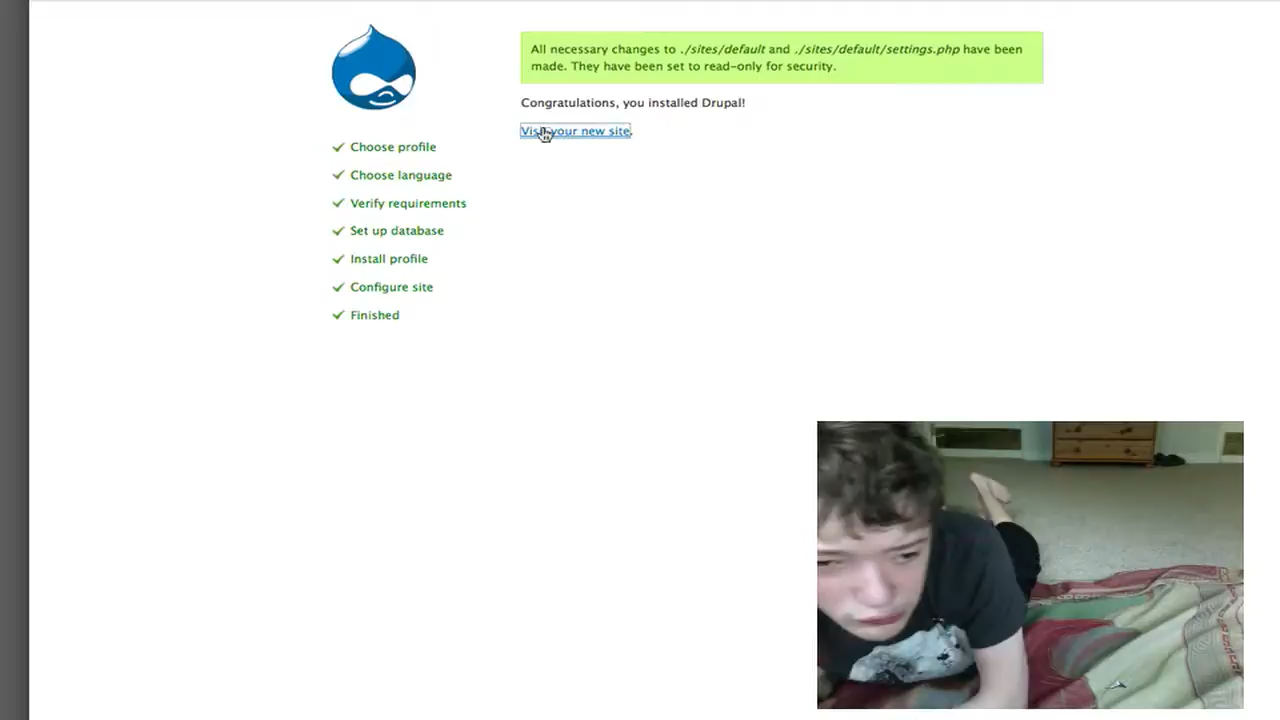 All necessary changes to ./sites/default and ./sites/default/settings.php have been
made. They have been set to read-only for security.
Congratulations, you installed Drupal!
Visit your new site.
Choose profile
Choose language
Verify requirements
Set up database
Install profile
Configure site
Finished